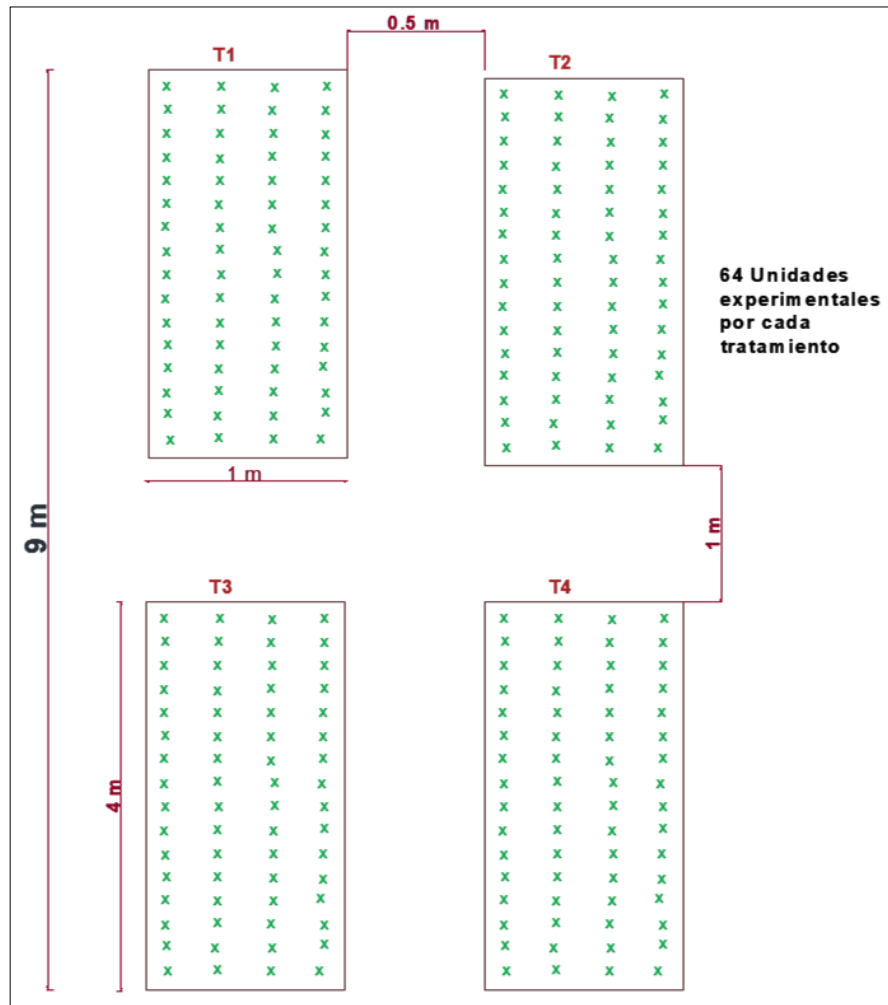 0.5 m
T1
T2
64 Unidades
experimentales
por cada
tratamiento
1 m
9 m
1 m
T3
T4
4 m